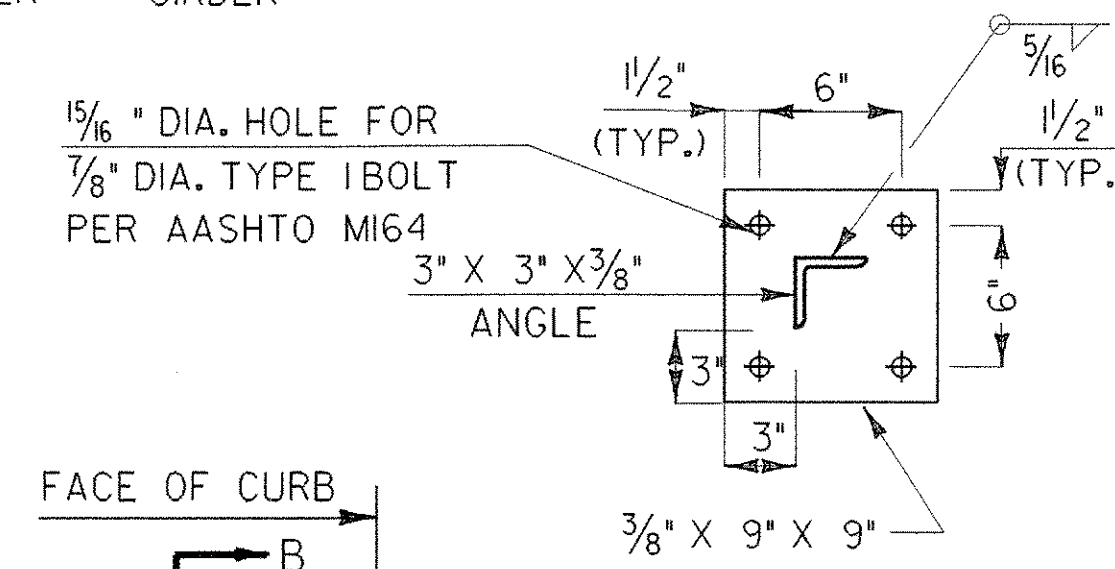 15/16 " DIA. HOLE FOR
7/8" DIA. TYPE 1 BOLT
PER AASHTO M164
1 1/2"
(TYP.)
6"
5/16
1 1/2"
(TYP.
3" X 3" X 3/8"
ANGLE
6"
3"
3"
3/8" X 9" X 9"
FACE OF CURB
B